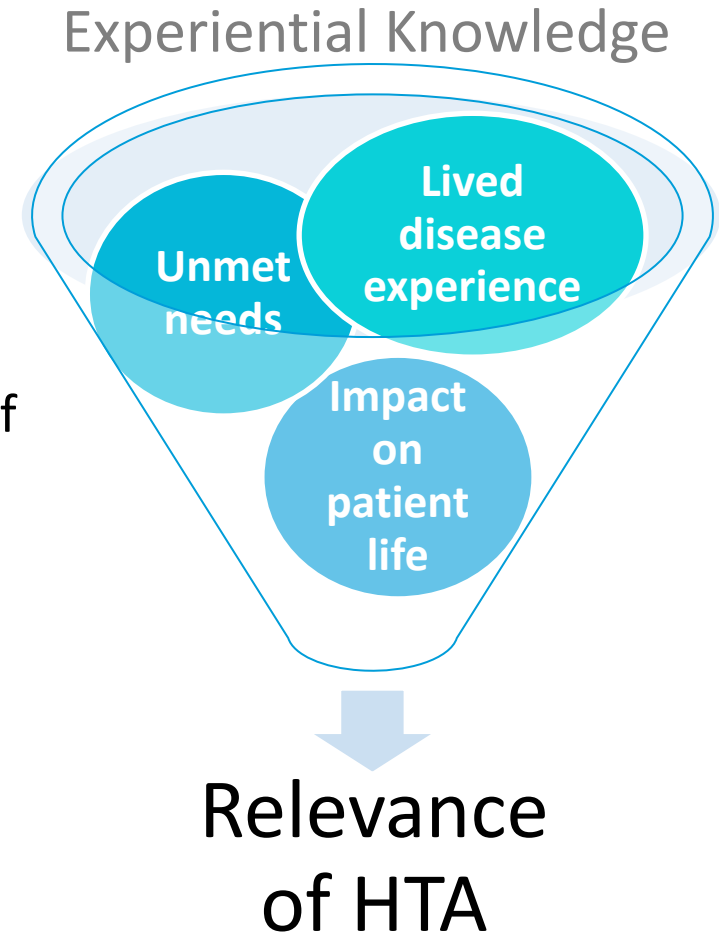 Experiential Knowledge
Lived
disease
experience
Unmet
needs
f
Impact
on
patient
life
Relevance
of HTA